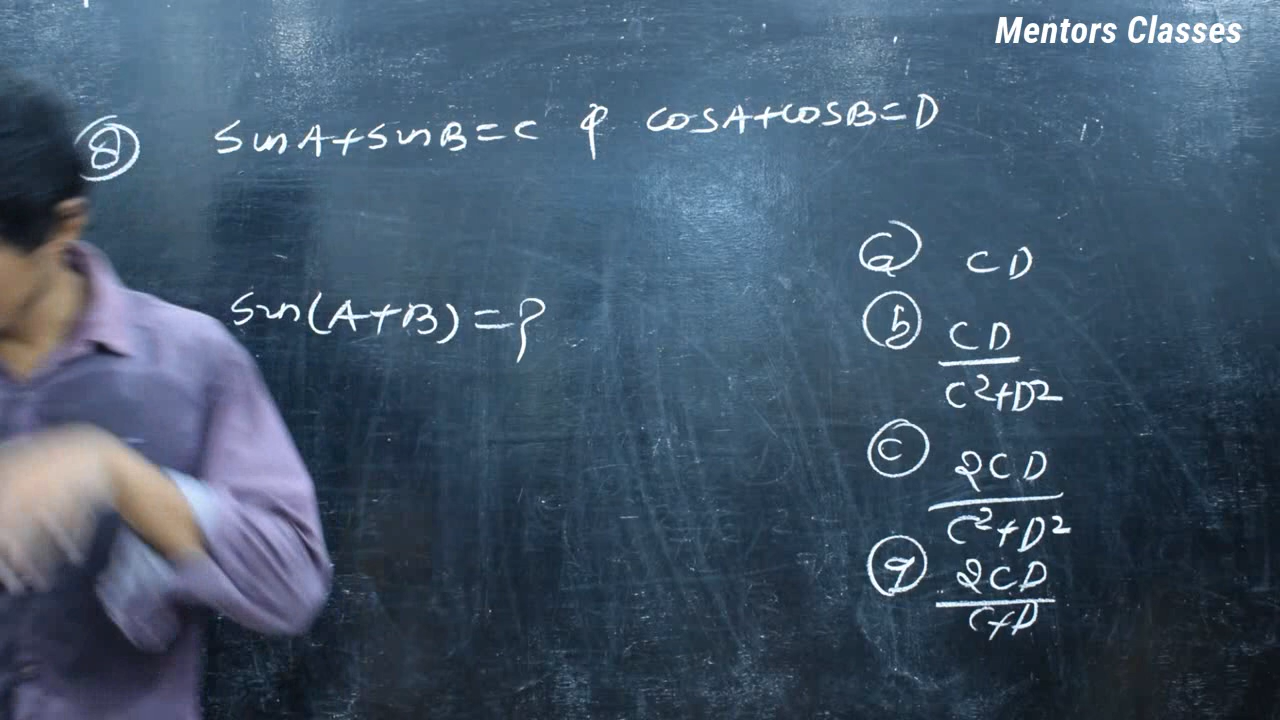 Mentors Classes
⑧ sinA+sinB=C & cosA+cosB=D
sin(A+B)=?
ⓐ CD
ⓑ CD
C²+D²
ⓒ 2CD
C²+D²
ⓓ 2CD
C+D